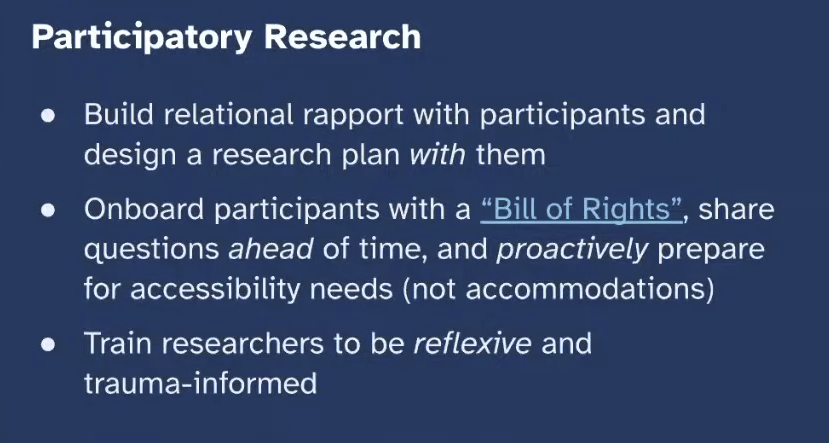 Participatory Research
● Build relational rapport with participants and
design a research plan with them
● Onboard participants with a “Bill of Rights”, share
questions ahead of time, and proactively prepare
for accessibility needs (not accommodations)
● Train researchers to be reflexive and
trauma-informed